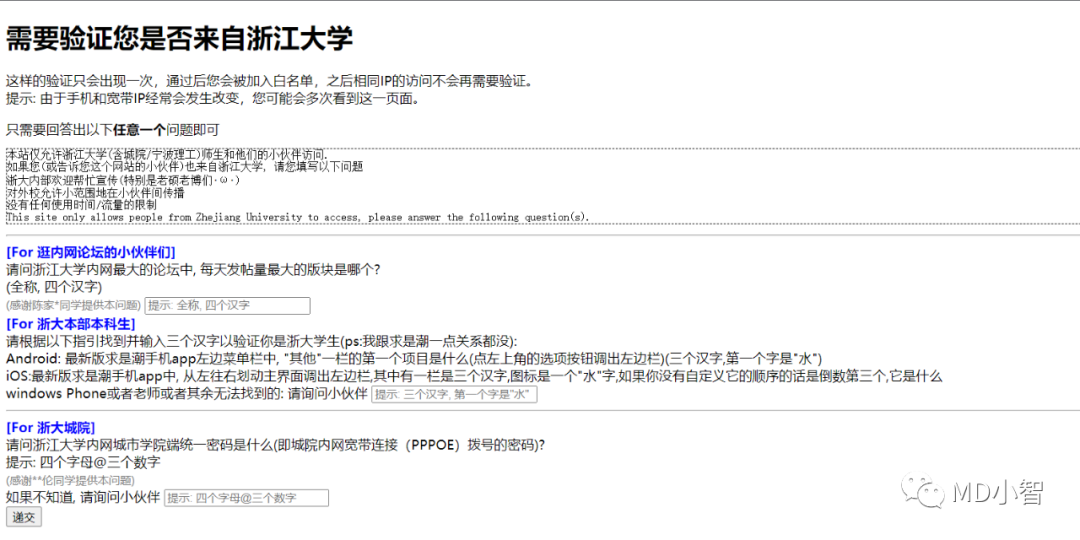 需要验证您是否来自浙江大学
这样的验证只会出现一次，通过后您会被加入白名单，之后相同IP的访问不会再需要验证。
提示: 由于手机和宽带IP经常会发生改变，您可能会多次看到这一页面。
只需要回答出以下任意一个问题即可
本站仅允许浙江大学(含城院/宁波理工)师生和他们的小伙伴访问.
如果您(或告诉您这个网站的小伙伴)也来自浙江大学, 请您填写以下问题
浙大内部欢迎帮忙宣传(特别是老硕老博们·ω·)
对外校允许小范围地在小伙伴间传播
没有任何使用时间/流量的限制
This site only allows people from Zhejiang University to access, please answer the following question(s).
[For 逛内网论坛的小伙伴们]
请问浙江大学内网最大的论坛中, 每天发帖量最大的版块是哪个?
(全称, 四个汉字)
(感谢陈家*同学提供本问题) 提示: 全称, 四个汉字
[For 浙大本部本科生]
请根据以下指引找到并输入三个汉字以验证你是浙大学生(ps:我跟求是潮一点关系都没):
Android: 最新版求是潮手机app左边菜单栏中, "其他"一栏的第一个项目是什么(点左上角的选项按钮调出左边栏)(三个汉字,第一个字是"水")
iOS:最新版求是潮手机app中, 从左往右划动主界面调出左边栏,其中有一栏是三个汉字,图标是一个"水"字,如果你没有自定义它的顺序的话是倒数第三个,它是什么
windows Phone或者老师或者其余无法找到的: 请询问小伙伴 提示: 三个汉字, 第一个字是"水"
[For 浙大城院]
请问浙江大学内网城市学院端统一密码是什么(即城院内网宽带连接（PPPOE）拨号的密码)?
提示: 四个字母@三个数字
(感谢**伦同学提供本问题)
如果不知道, 请询问小伙伴 提示: 四个字母@三个数字
递交
MD小智